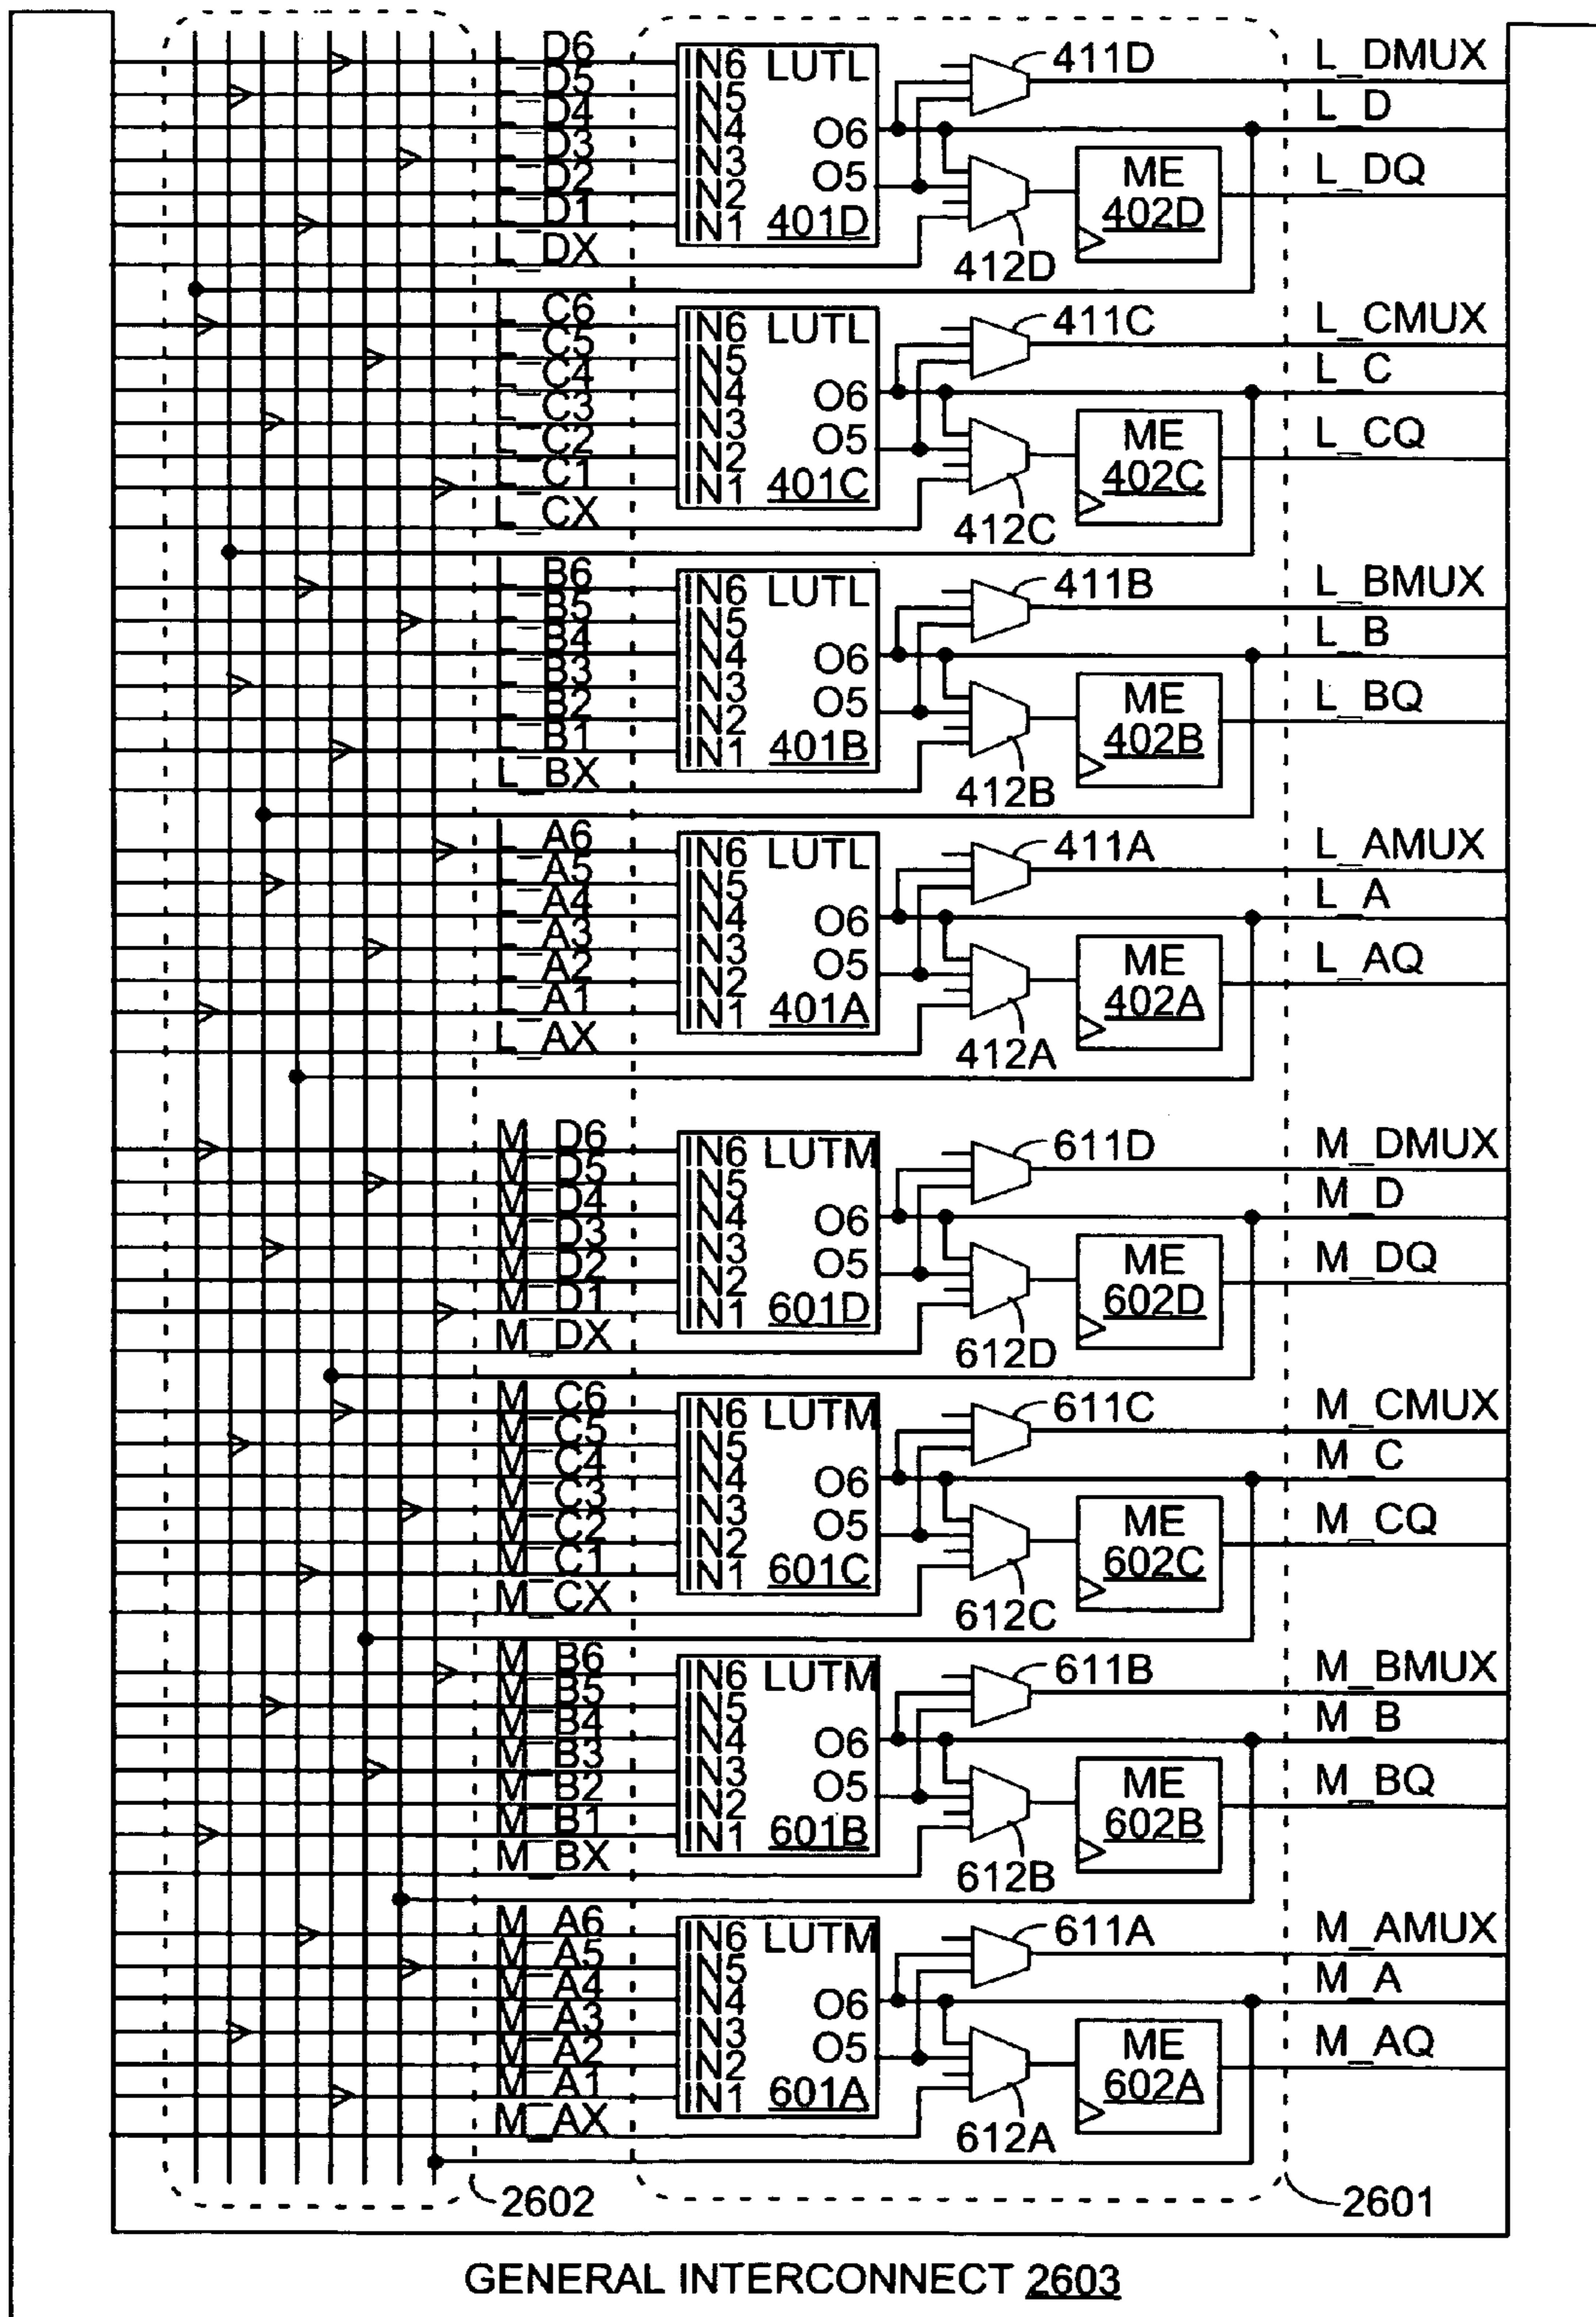 L_D6 IN6 LUTL 411D L_DMUX
L_D5 IN5
L_D4 IN4 O6 L_D
L_D3 IN3 ME L_DQ
L_D2 IN2 O5 402D
L_D1 IN1 401D
L_DX 412D
L_C6 IN6 LUTL 411C L_CMUX
L_C5 IN5
L_C4 IN4 O6 L_C
L_C3 IN3 ME L_CQ
L_C2 IN2 O5 402C
L_C1 IN1 401C
L_CX 412C
L_B6 IN6 LUTL 411B L_BMUX
L_B5 IN5
L_B4 IN4 O6 L_B
L_B3 IN3 ME L_BQ
L_B2 IN2 O5 402B
L_B1 IN1 401B
L_BX 412B
L_A6 IN6 LUTL 411A L_AMUX
L_A5 IN5
L_A4 IN4 O6 L_A
L_A3 IN3 ME L_AQ
L_A2 IN2 O5 402A
L_A1 IN1 401A
L_AX 412A
M_D6 IN6 LUTM 611D M_DMUX
M_D5 IN5
M_D4 IN4 O6 M_D
M_D3 IN3 ME M_DQ
M_D2 IN2 O5 602D
M_D1 IN1 601D
M_DX 612D
M_C6 IN6 LUTM 611C M_CMUX
M_C5 IN5
M_C4 IN4 O6 M_C
M_C3 IN3 ME M_CQ
M_C2 IN2 O5 602C
M_C1 IN1 601C
M_CX 612C
M_B6 IN6 LUTM 611B M_BMUX
M_B5 IN5
M_B4 IN4 O6 M_B
M_B3 IN3 ME M_BQ
M_B2 IN2 O5 602B
M_B1 IN1 601B
M_BX 612B
M_A6 IN6 LUTM 611A M_AMUX
M_A5 IN5
M_A4 IN4 O6 M_A
M_A3 IN3 ME M_AQ
M_A2 IN2 O5 602A
M_A1 IN1 601A
M_AX 612A
2602 2601
GENERAL INTERCONNECT 2603